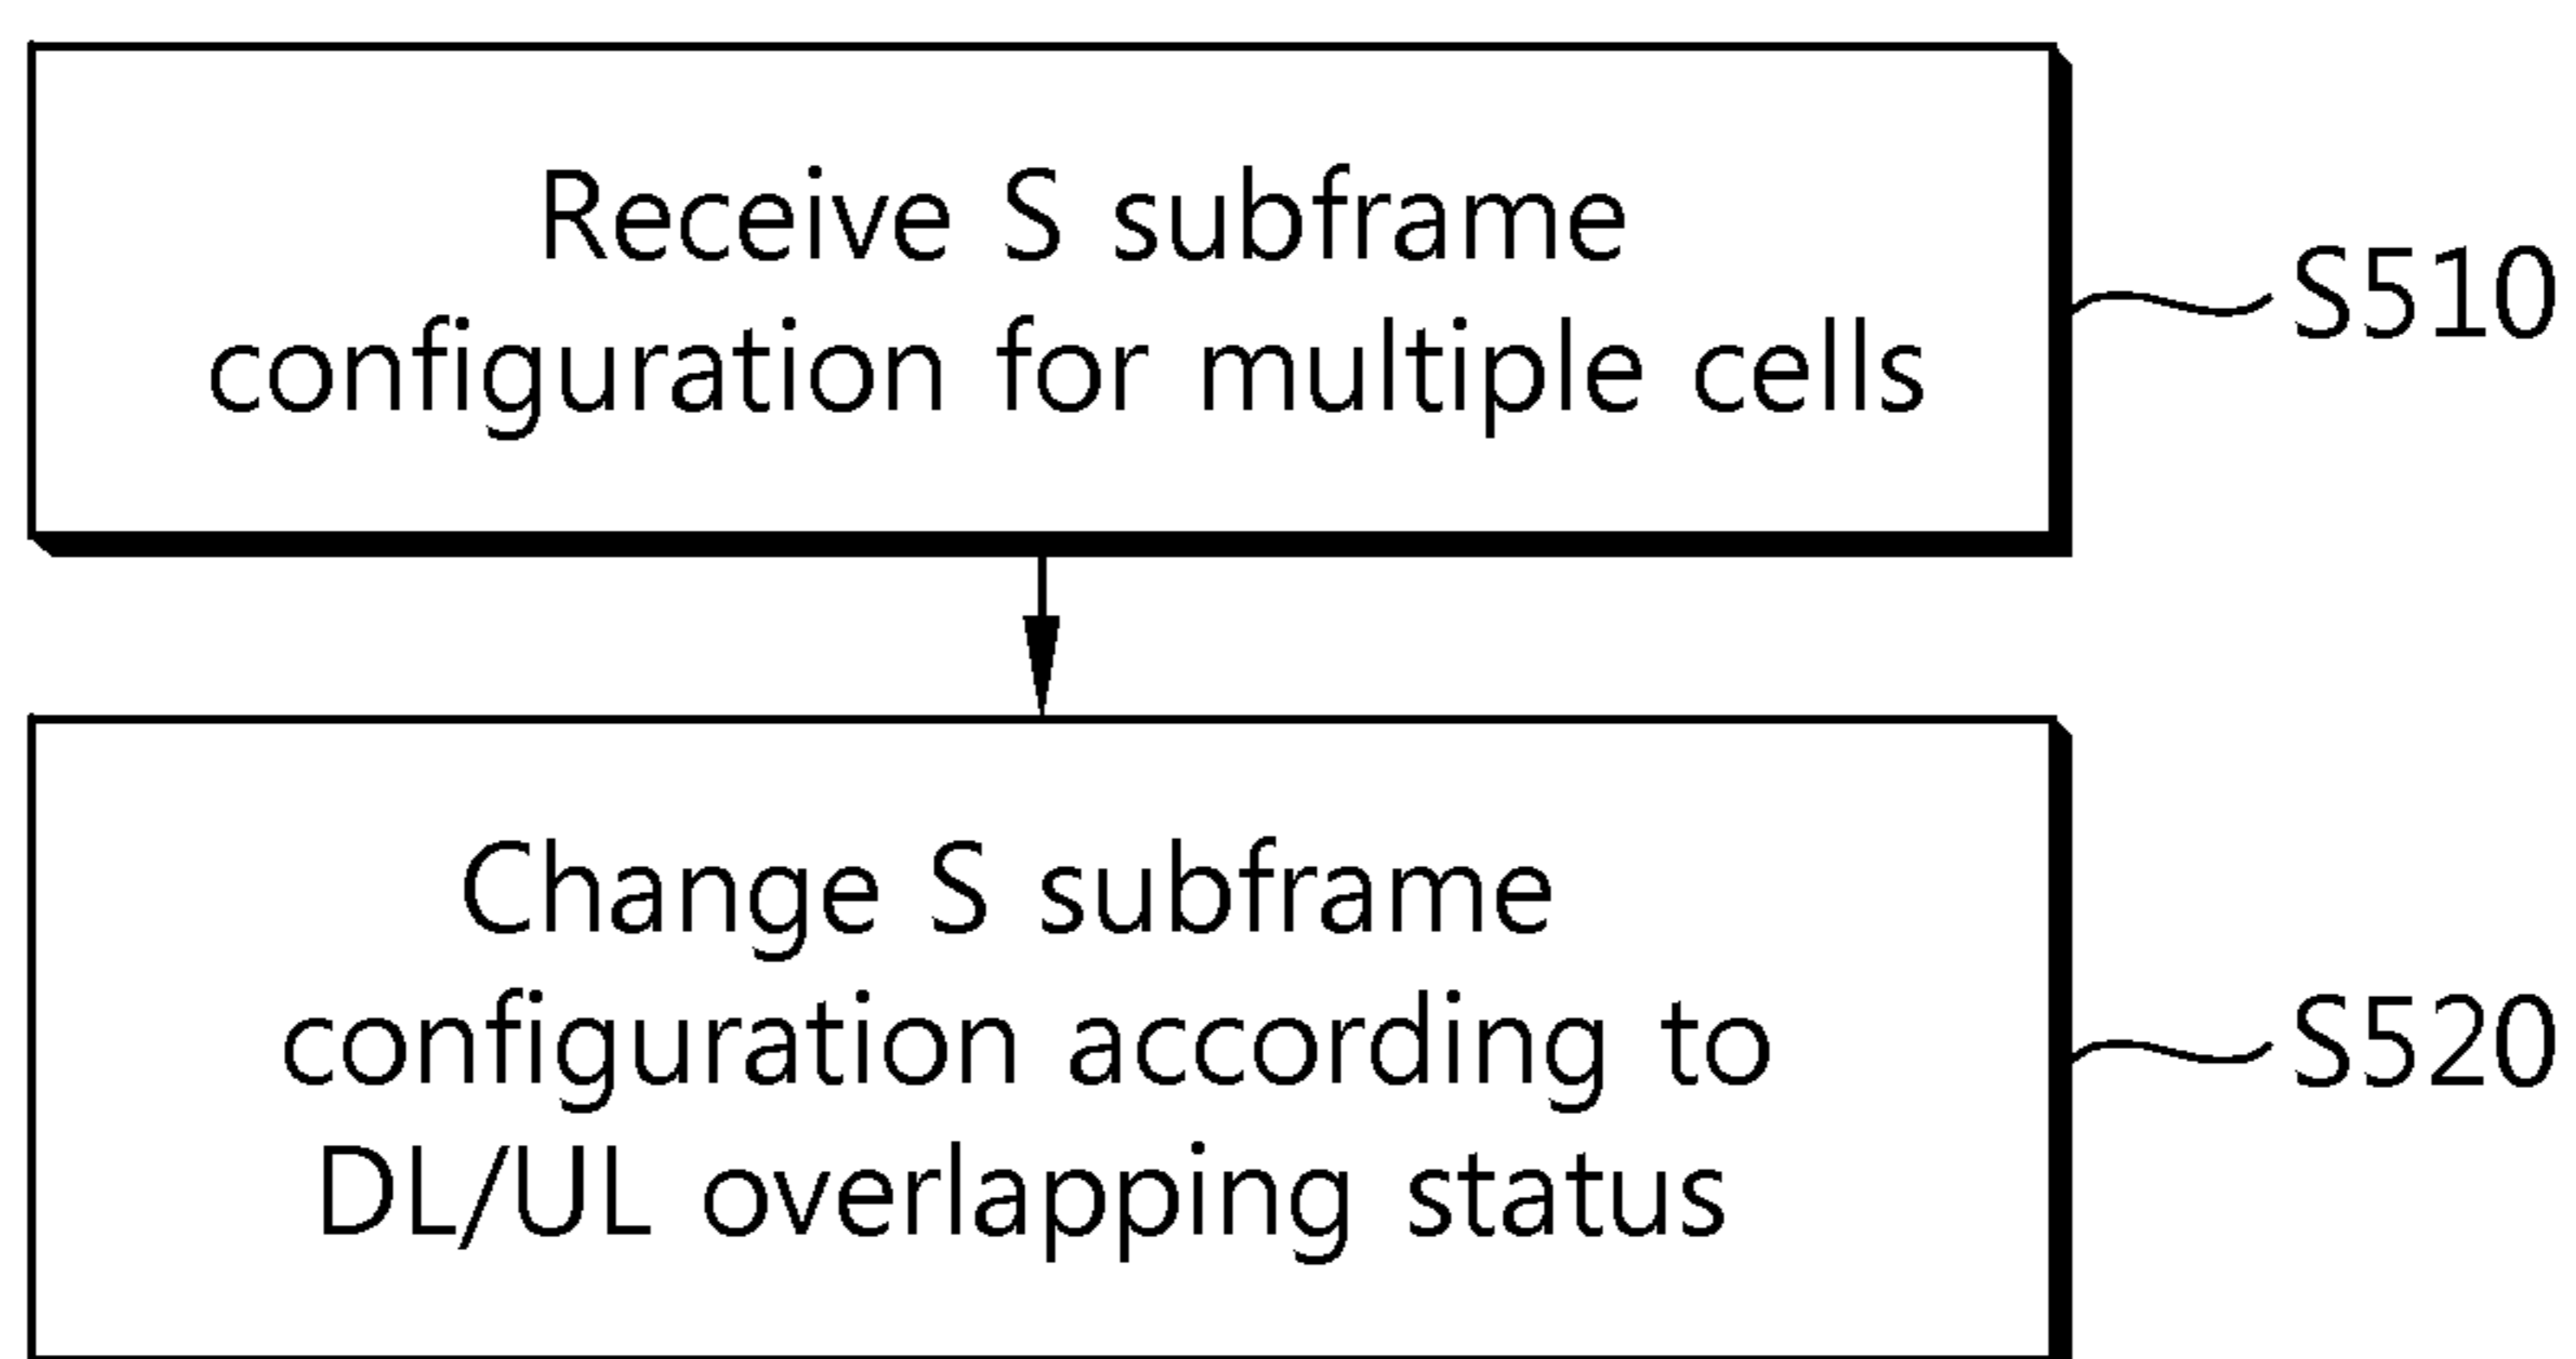 Receive S subframe
configuration for multiple cells
S510
Change S subframe
configuration according to
DL/UL overlapping status
S520